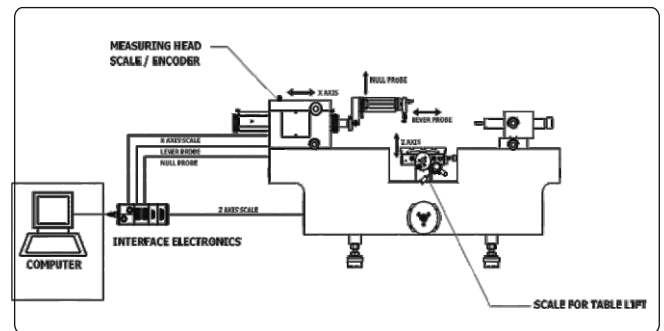 MEASURING HEAD
SCALE / ENCODER
X AXIS
NULL PROBE
LEVER PROBE
Z AXIS
X AXIS SCALE
LEVER PROBE
NULL PROBE
Z AXIS SCALE
INTERFACE ELECTRONICS
COMPUTER
SCALE FOR TABLE LIFT